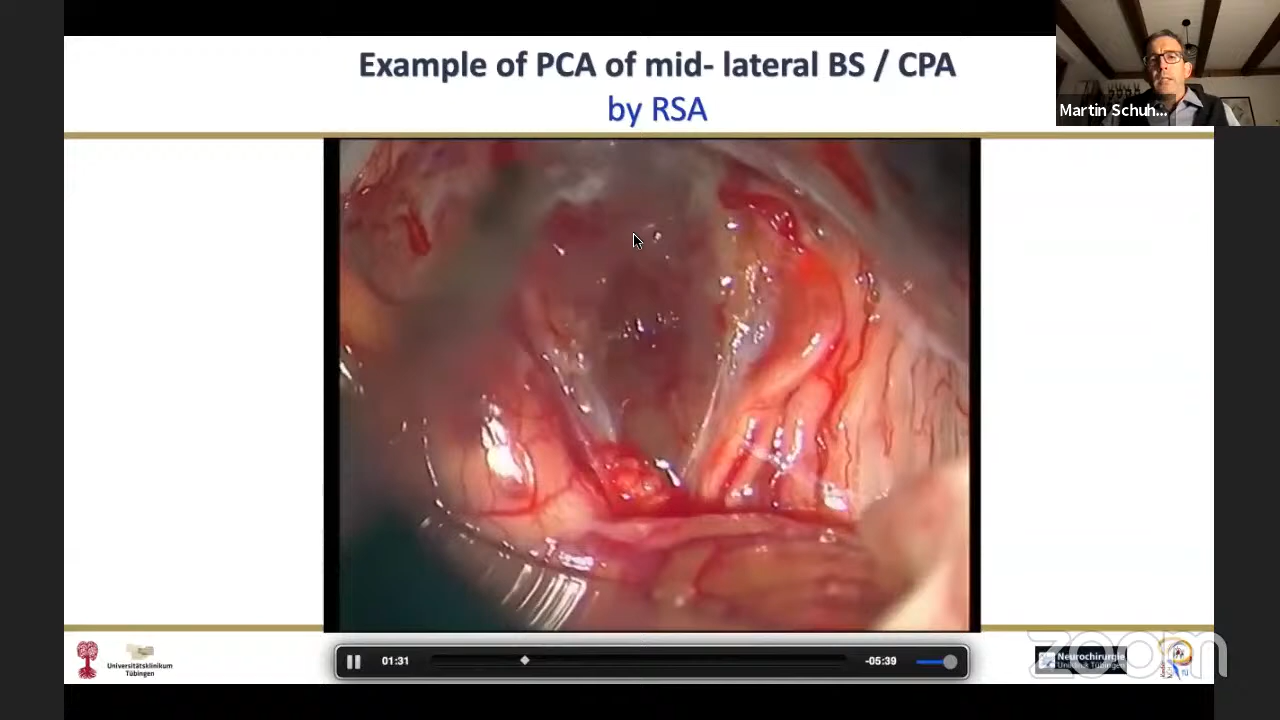 Example of PCA of mid- lateral BS / CPA
by RSA
Martin Schuh...
Universitätsklinikum
Tübingen
01:31
-05:39
Neurochirurgie
zoom